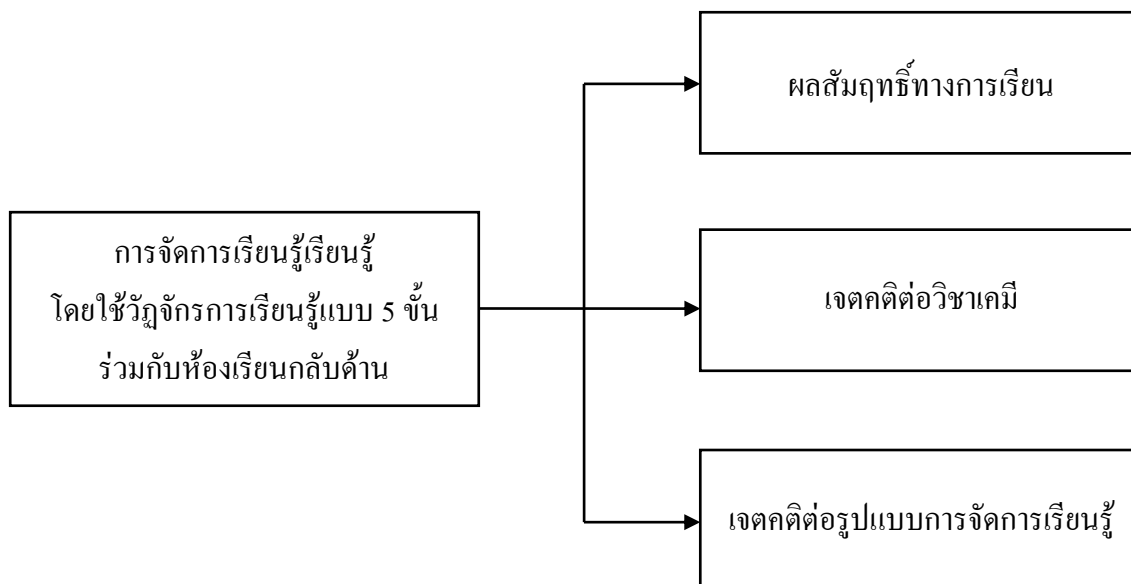 ผลสัมฤทธิ์ทางการเรียน
การจัดการเรียนรู้เรียนรู้
โดยใช้วัฏจักรการเรียนรู้แบบ 5 ขั้น
ร่วมกับห้องเรียนกลับด้าน
เจตคติต่อวิชาเคมี
เจตคติต่อรูปแบบการจัดการเรียนรู้